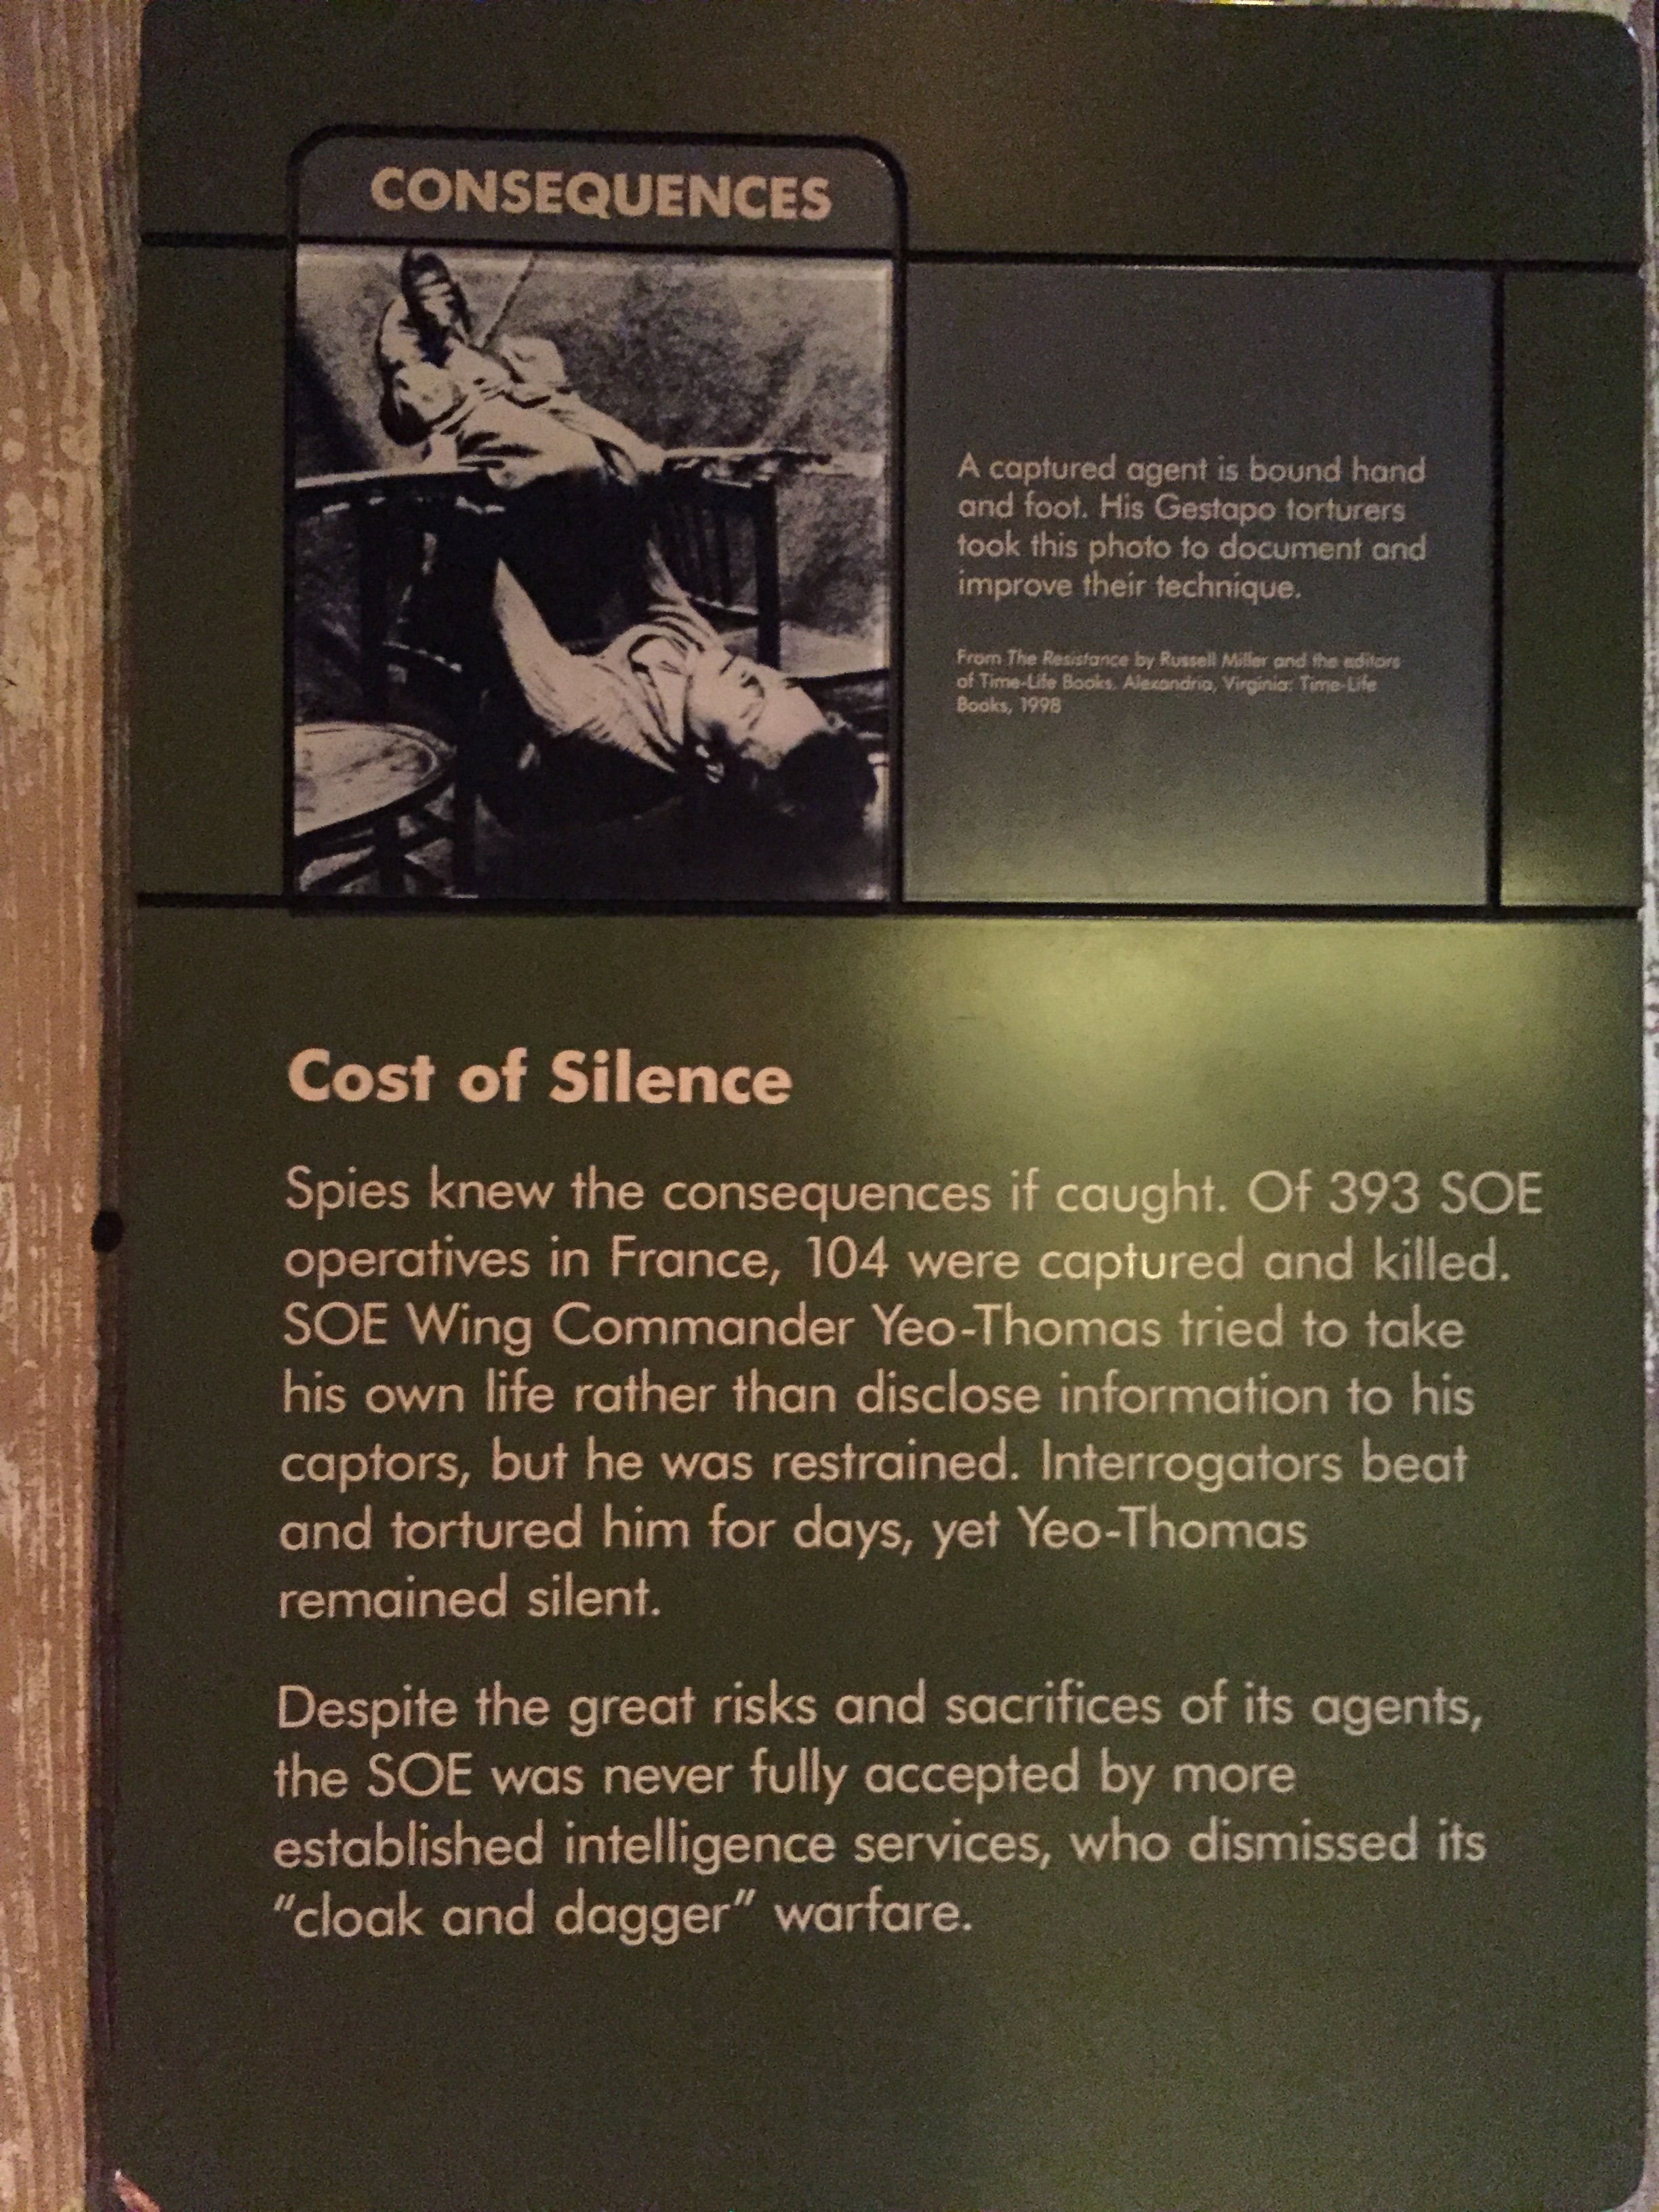 CONSEQUENCES
A captured agent is bound hand
and foot. His Gestapo torturers
took this photo to document and
improve their technique.
From The Resistance by Russell Miller and the editors
of Time-Life Books. Alexandria, Virginia: Time-Life
Books, 1998
Cost of Silence
Spies knew the consequences if caught. Of 393 SOE
operatives in France, 104 were captured and killed.
SOE Wing Commander Yeo-Thomas tried to take
his own life rather than disclose information to his
captors, but he was restrained. Interrogators beat
and tortured him for days, yet Yeo-Thomas
remained silent.
Despite the great risks and sacrifices of its agents,
the SOE was never fully accepted by more
established intelligence services, who dismissed its
“cloak and dagger” warfare.